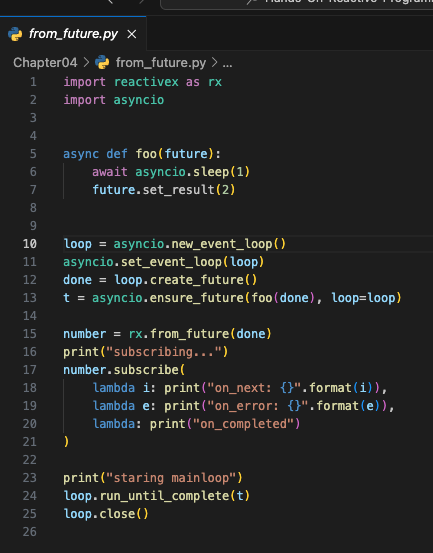 Hands-On Reactive Program
from_future.py ×
Chapter04 > from_future.py > ...
1 import reactivex as rx
2 import asyncio
3
4
5 async def foo(future):
6     await asyncio.sleep(1)
7     future.set_result(2)
8
9
10 loop = asyncio.new_event_loop()
11 asyncio.set_event_loop(loop)
12 done = loop.create_future()
13 t = asyncio.ensure_future(foo(done), loop=loop)
14
15 number = rx.from_future(done)
16 print("subscribing...")
17 number.subscribe(
18     lambda i: print("on_next: {}".format(i)),
19     lambda e: print("on_error: {}".format(e)),
20     lambda: print("on_completed")
21 )
22
23 print("staring mainloop")
24 loop.run_until_complete(t)
25 loop.close()
26